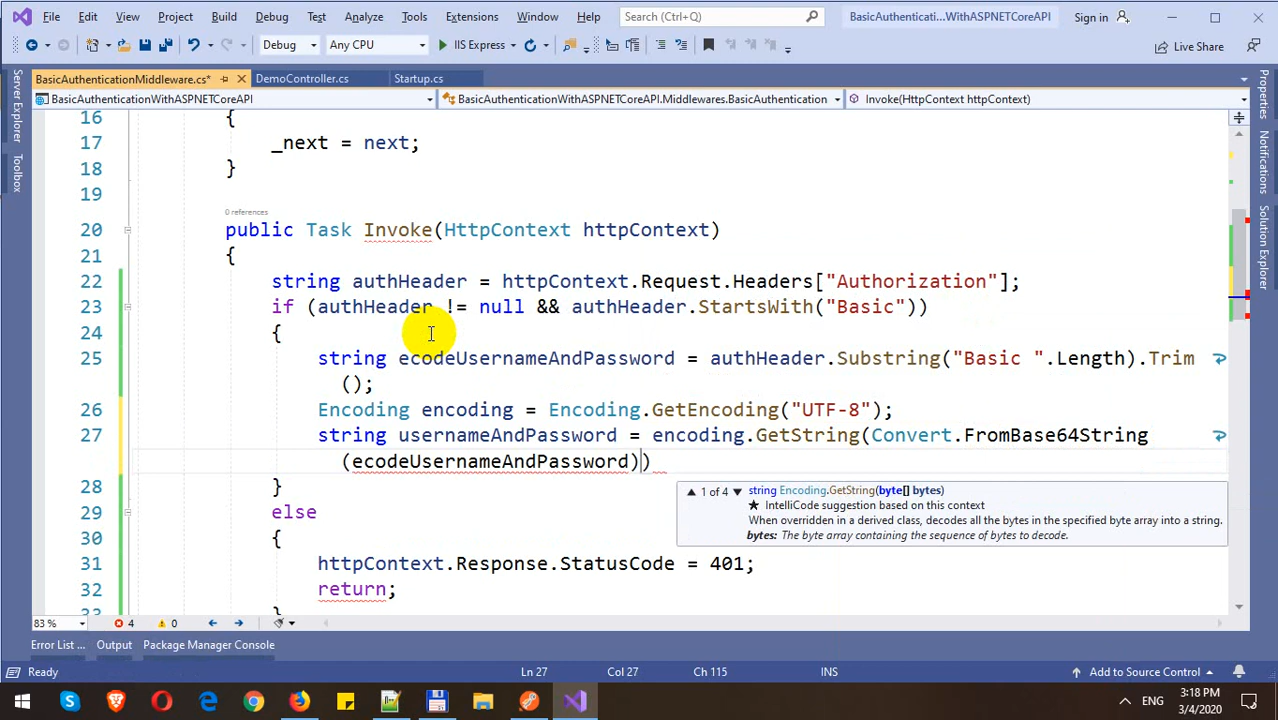 File Edit View Project Build Debug Test Analyze Tools Extensions Window Help Search (Ctrl+Q) BasicAuthenticati...WithASPNETCoreAPI Sign in
Debug Any CPU IIS Express Live Share
BasicAuthenticationMiddleware.cs* DemoController.cs Startup.cs
BasicAuthenticationWithASPNETCoreAPI BasicAuthenticationWithASPNETCoreAPI.Middlewares.BasicAuthentication Invoke(HttpContext httpContext)
Server Explorer
Toolbox
Properties
Notifications
Solution Explorer
16 {
17 _next = next;
18 }
19
0 references
20 public Task Invoke(HttpContext httpContext)
21 {
22 string authHeader = httpContext.Request.Headers["Authorization"];
23 if (authHeader != null && authHeader.StartsWith("Basic"))
24 {
25 string ecodeUsernameAndPassword = authHeader.Substring("Basic ".Length).Trim
();
26 Encoding encoding = Encoding.GetEncoding("UTF-8");
27 string usernameAndPassword = encoding.GetString(Convert.FromBase64String
(ecodeUsernameAndPassword))
28 }
1 of 4 string Encoding.GetString(byte[] bytes)
★ IntelliCode suggestion based on this context
When overridden in a derived class, decodes all the bytes in the specified byte array into a string.
bytes: The byte array containing the sequence of bytes to decode.
29 else
30 {
31 httpContext.Response.StatusCode = 401;
32 return;
33 }
83 % 4 0
Error List ... Output Package Manager Console
Ready Ln 27 Col 27 Ch 115 INS Add to Source Control
ENG 3:18 PM
3/4/2020